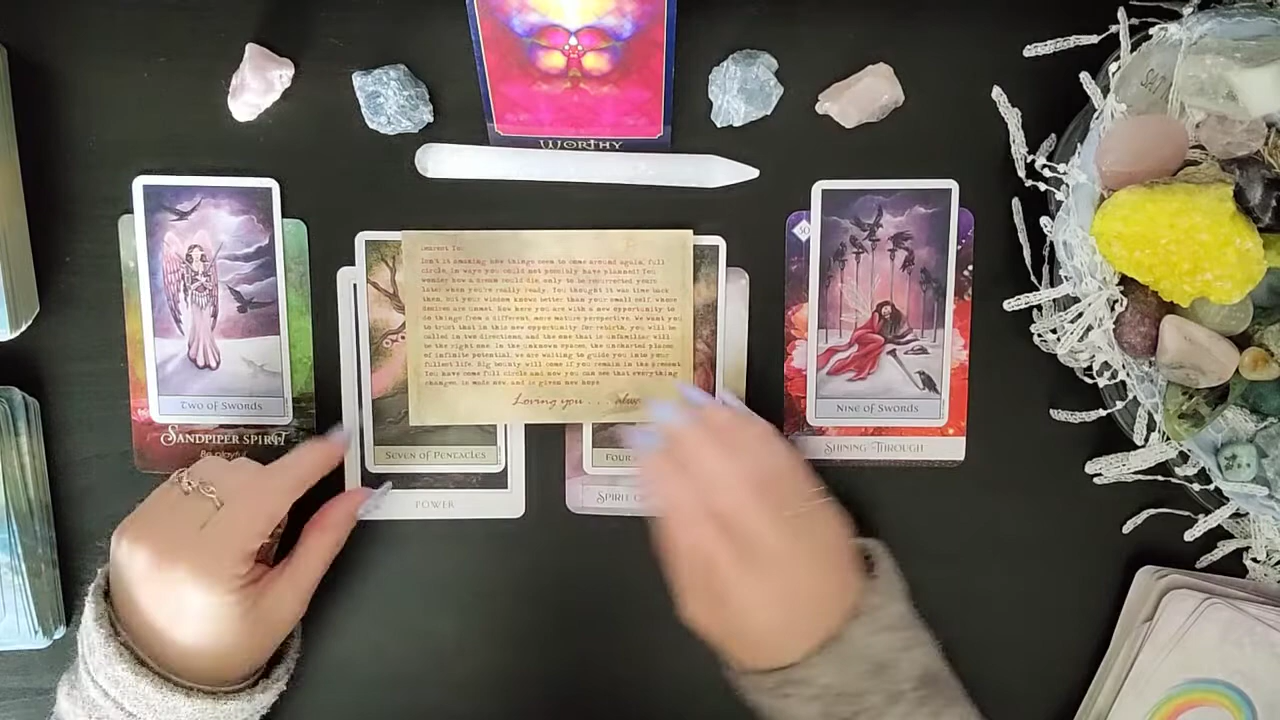 WORTHY
Dearest You
Isn't it amazing how things seem to come around again, full
circle, in ways you could not possibly have planned? You
wonder how a dream could die, only to be resurrected years
later when you're really ready. You thought it was time back
then, but your wisdom knows better than your small self, whose
desires are unmet. Now here you are with a new opportunity to
do things from a different, more mature perspective. We want you
to trust that in this new opportunity for rebirth, you will be
called in two directions, and the one that is unfamiliar will
be the right one. In the unknown spaces, the uncharted places
of infinite potential, we are waiting to guide you into your
fullest life. Big bounty will come if you remain in the present
You have come full circle and now you can see that everything
changes, is made new, and is given new hope
Loving you . . .
TWO OF SWORDS
SANDPIPER SPIRIT
Be playful
SEVEN OF PENTACLES
POWER
FOUR
SPIRIT
30
NINE OF SWORDS
SHINING THROUGH